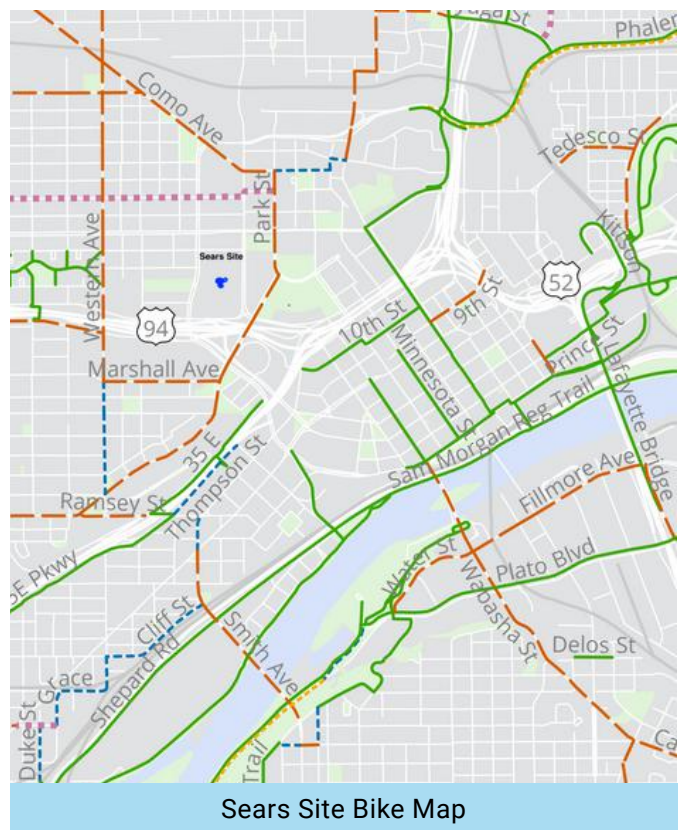 Phalen
Como Ave
Tedesco St
Park St
Western Ave
Sears Site
Kittson
52
9th St
94
10th St
Minnesota St
Prince St
Marshall Ave
Lafayette Bridge
35 E
Thompson St
Sam Morgan Reg Trail
Ramsey St
Fillmore Ave
Water St
Plato Blvd
Wabasha St
Cliff St
Smith Ave
Delos St
Grace
Shepard Rd
Duke St
Trail
Ca
Sears Site Bike Map